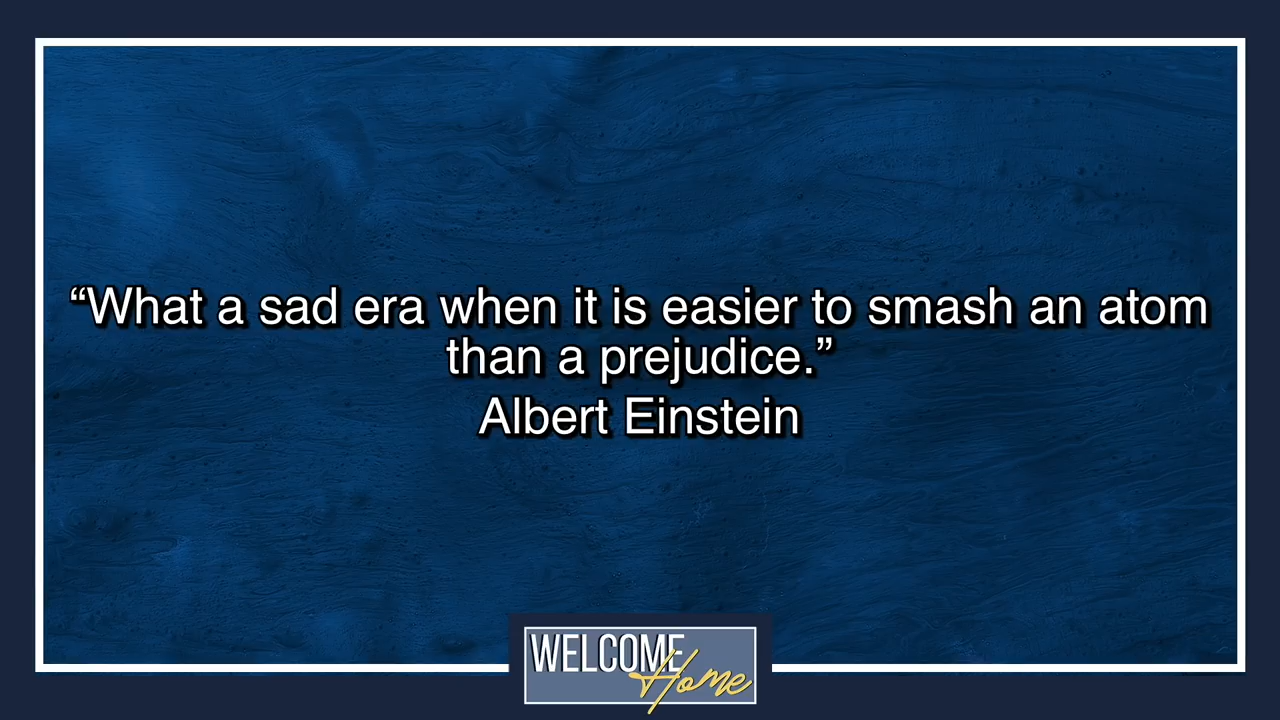 “What a sad era when it is easier to smash an atom
than a prejudice.”
Albert Einstein
WELCOME
Home